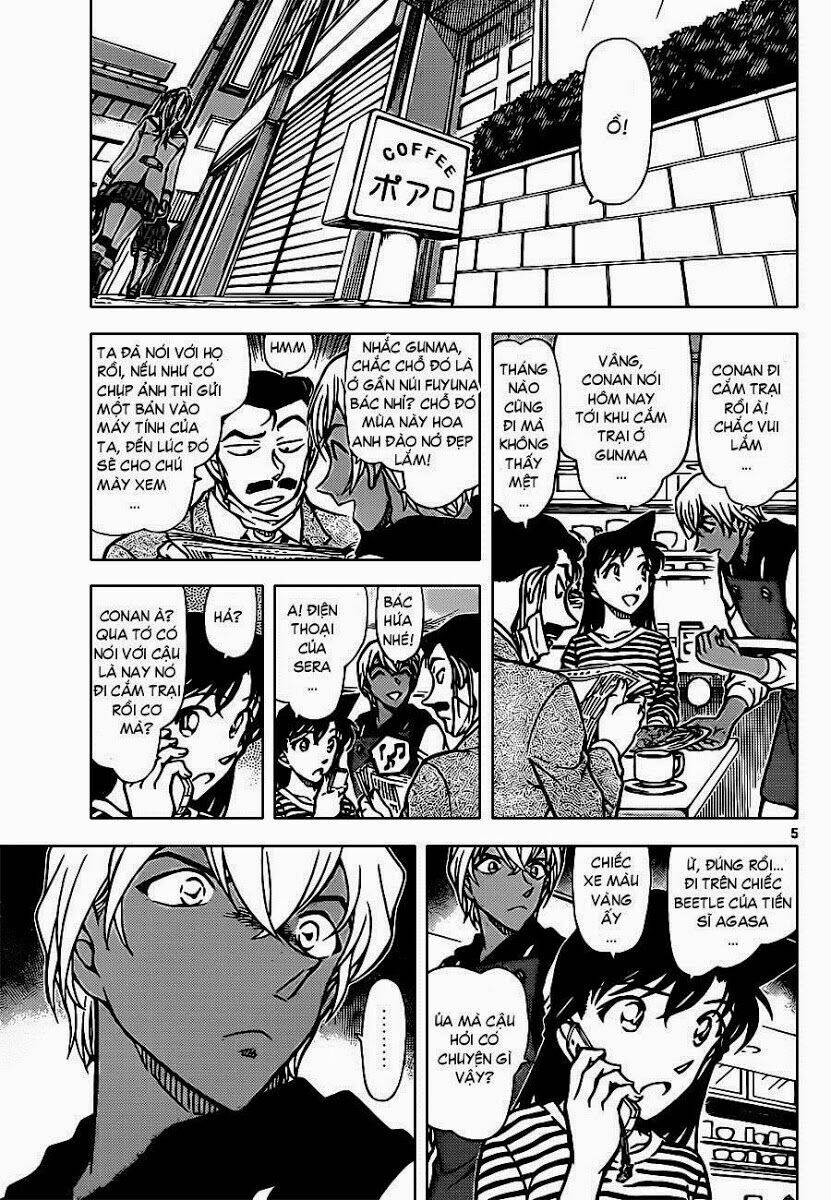 Ồ!
COFFEE
ポアロ
CONAN ĐI
CẮM TRẠI
RỒI À!
CHẮC VUI
LẮM
...
VÂNG,
CONAN NÓI
HÔM NAY
TỚI KHU CẮM
TRẠI Ở
GUNMA
...
THÁNG
NÀO
CŨNG
ĐI MÀ
KHÔNG
THẤY
MỆT
...
NHẮC GUNMA,
CHẮC CHỖ ĐÓ LÀ
Ở GẦN NÚI FUYUNA
BÁC NHỈ? CHỖ ĐÓ
MÙA NÀY HOA
ANH ĐÀO NỞ ĐẸP
LẮM!
HMM
TA ĐÃ NÓI VỚI HỌ
RỒI, NẾU NHƯ CÓ
CHỤP ẢNH THÌ GỬI
MỘT BẢN VÀO
MÁY TÍNH CỦA
TA, ĐẾN LÚC ĐÓ
SẼ CHO CHÚ
MÀY XEM
...
BÁC
HỨA
NHÉ!
A! ĐIỆN
THOẠI
CỦA
SERA
...
HẢ?
CONAN À?
QUA TỚ CÓ
NÓI VỚI CẬU
LÀ NAY NÓ
ĐI CẮM TRẠI
RỒI CƠ
MÀ?
5
Ừ, ĐÚNG RỒI...
ĐI TRÊN CHIẾC
BEETLE CỦA TIẾN
SĨ AGASA
...
CHIẾC
XE MÀU
VÀNG
ẤY
...
ỦA MÀ CẬU
HỎI CÓ
CHUYỆN GÌ
VẬY?
......